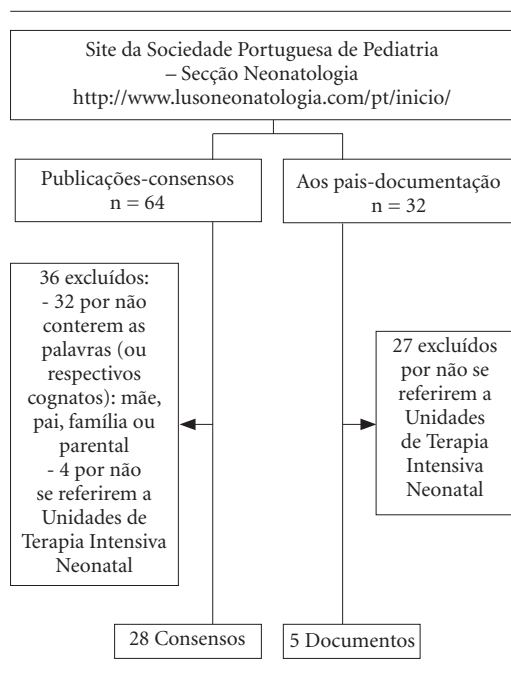 Site da Sociedade Portuguesa de Pediatria
– Secção Neonatologia
http://www.lusoneonatologia.com/pt/inicio/
Publicações-consensos
n = 64
Aos pais-documentação
n = 32
36 excluídos:
- 32 por não
conterem as
palavras (ou
respectivos
cognatos): mãe,
pai, família ou
parental
- 4 por não
se referirem a
Unidades de
Terapia Intensiva
Neonatal
27 excluídos
por não se
referirem a
Unidades
de Terapia
Intensiva
Neonatal
28 Consensos
5 Documentos